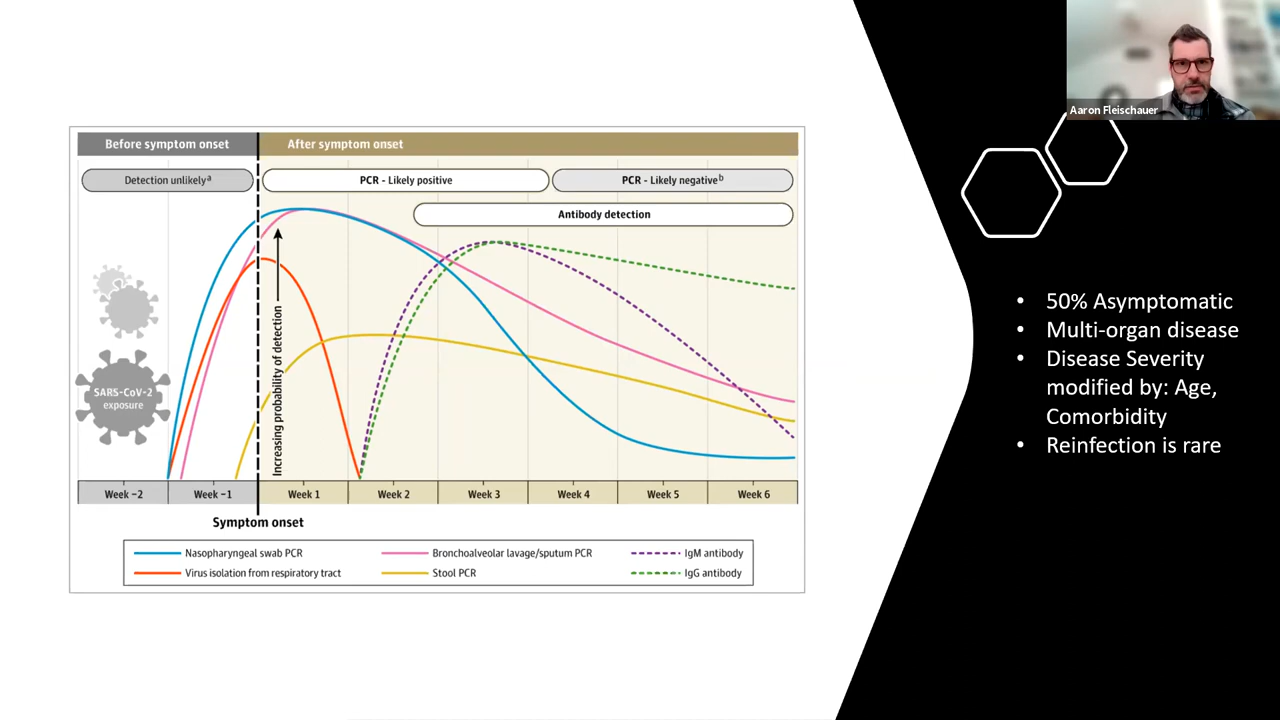 Aaron Fleischauer
Before symptom onset
After symptom onset
Detection unlikelyᵃ
PCR - Likely positive
PCR - Likely negativeᵇ
Antibody detection
SARS-CoV-2
exposure
Increasing probability of detection
Week −2
Week −1
Week 1
Week 2
Week 3
Week 4
Week 5
Week 6
Symptom onset
Nasopharyngeal swab PCR
Bronchoalveolar lavage/sputum PCR
IgM antibody
Virus isolation from respiratory tract
Stool PCR
IgG antibody
• 50% Asymptomatic
• Multi-organ disease
• Disease Severity
modified by: Age,
Comorbidity
• Reinfection is rare